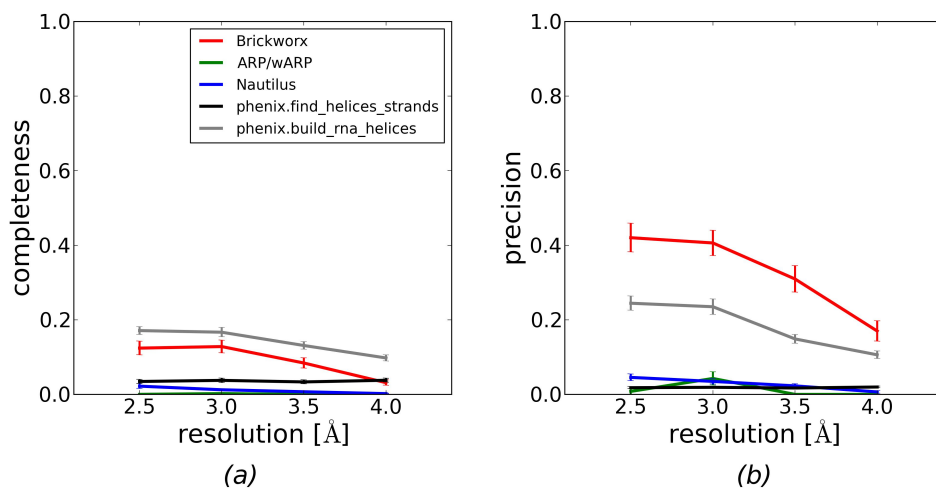 1.0
0.8
0.6
0.4
0.2
0.0
completeness
2.5 3.0 3.5 4.0
resolution [Å]
(a)
Brickworx
ARP/wARP
Nautilus
phenix.find_helices_strands
phenix.build_rna_helices
1.0
0.8
0.6
0.4
0.2
0.0
precision
2.5 3.0 3.5 4.0
resolution [Å]
(b)